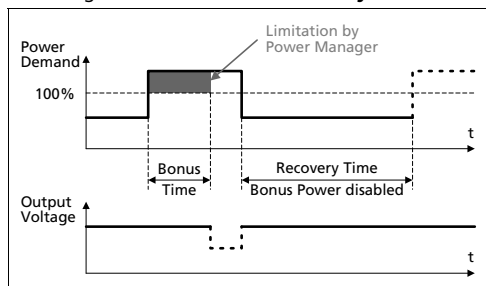 Limitation by
Power Manager
Power
Demand
100%
t
Bonus
Time
Recovery Time
Bonus Power disabled
Output
Voltage
t